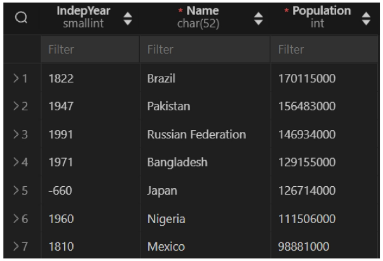 IndepYear * Name * Population
smallint char(52) int
Filter Filter Filter
>1 1822 Brazil 170115000
>2 1947 Pakistan 156483000
>3 1991 Russian Federation 146934000
>4 1971 Bangladesh 129155000
>5 -660 Japan 126714000
>6 1960 Nigeria 111506000
>7 1810 Mexico 98881000